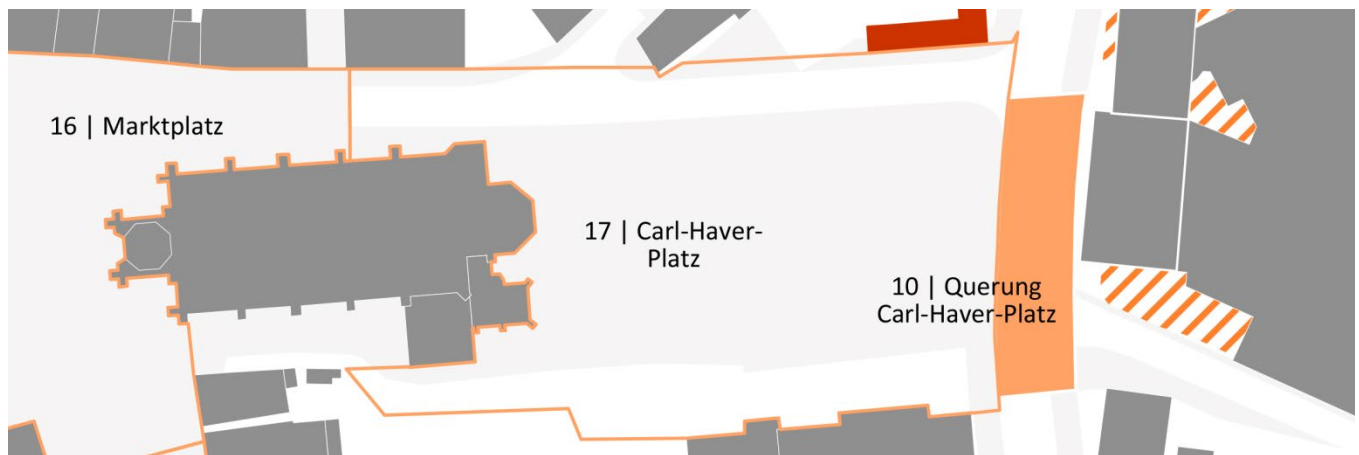 16 | Marktplatz
17 | Carl-Haver-
Platz
10 | Querung
Carl-Haver-Platz